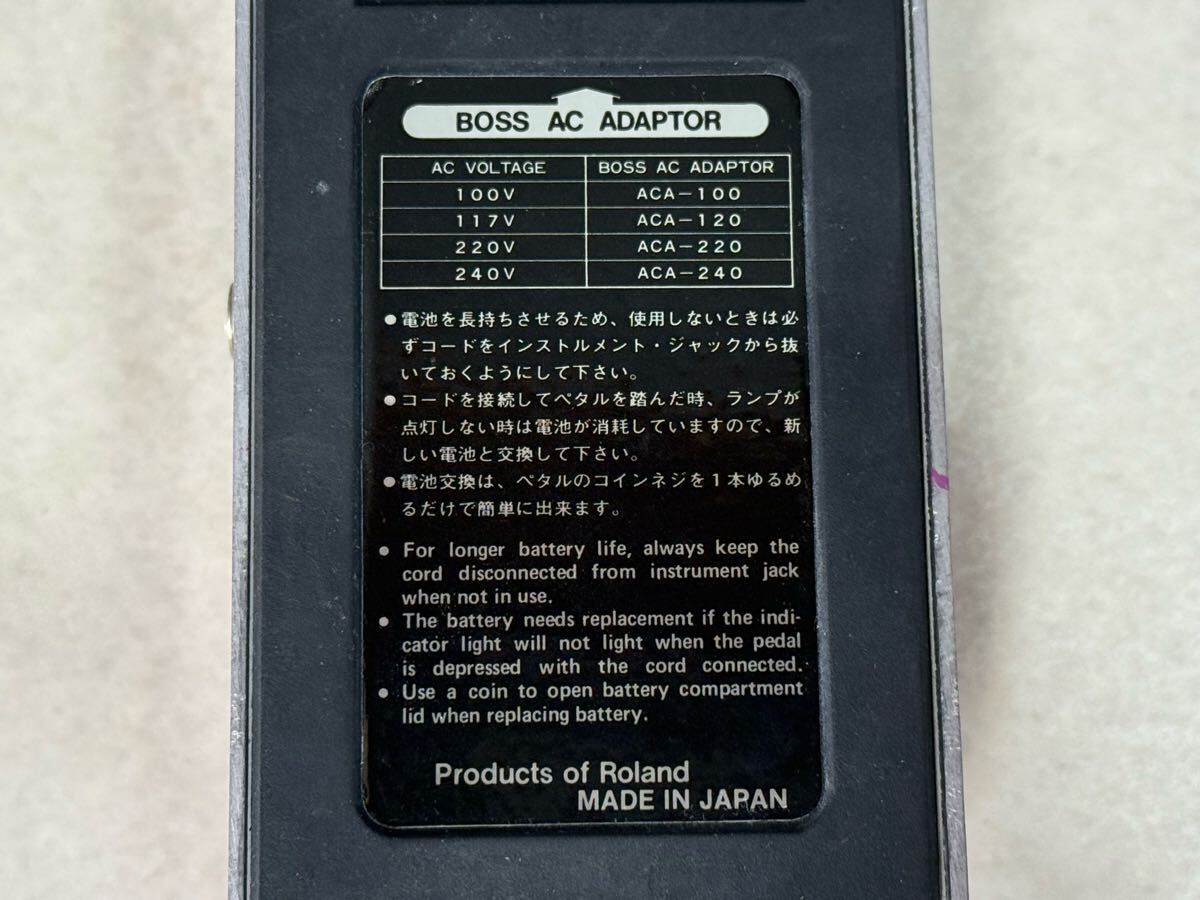 BOSS AC ADAPTOR
AC VOLTAGE BOSS AC ADAPTOR
100V ACA-100
117V ACA-120
220V ACA-220
240V ACA-240
●電池を長持ちさせるため、使用しないときは必
ずコードをインストルメント・ジャックから抜
いておくようにして下さい。
●コードを接続してペタルを踏んだ時、ランプが
点灯しない時は電池が消耗していますので、新
しい電池と交換して下さい。
●電池交換は、ペタルのコインネジを1本ゆるめ
るだけで簡単に出来ます。
● For longer battery life, always keep the
cord disconnected from instrument jack
when not in use.
● The battery needs replacement if the indi-
cator light will not light when the pedal
is depressed with the cord connected.
● Use a coin to open battery compartment
lid when replacing battery.
Products of Roland
MADE IN JAPAN